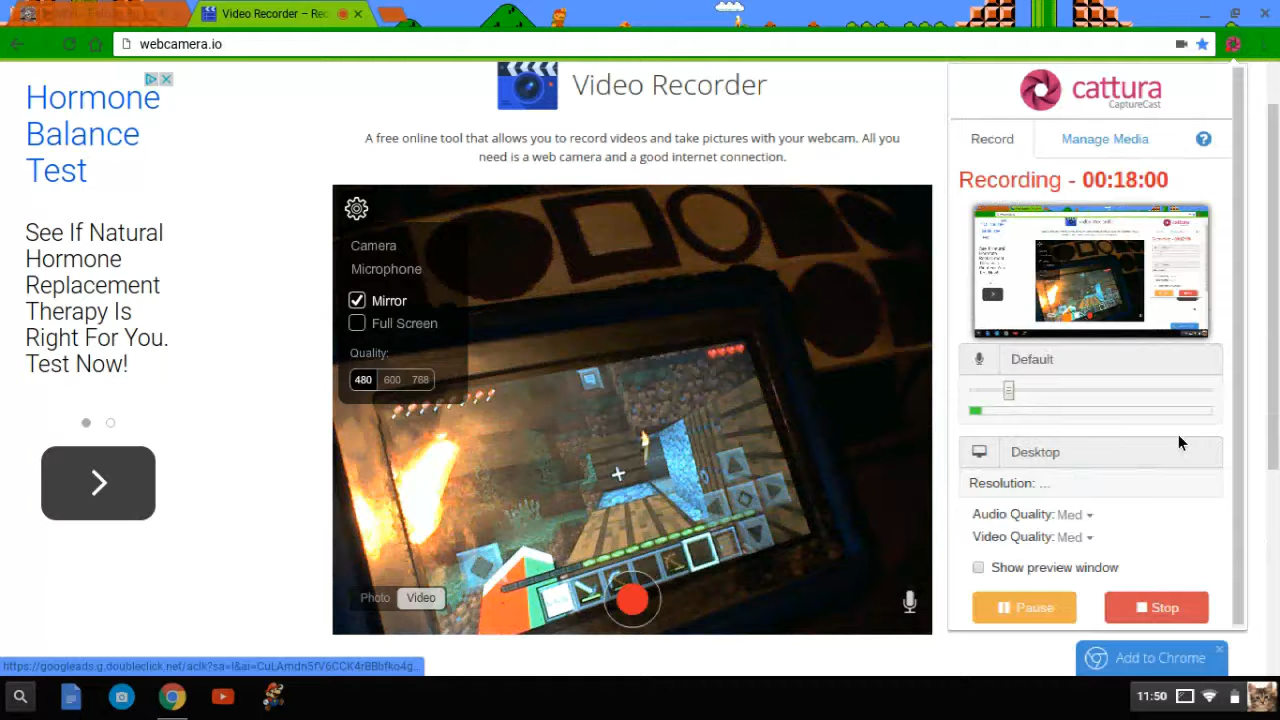 Video Recorder – Rec
webcamera.io
Hormone
Balance
Test
See If Natural
Hormone
Replacement
Therapy Is
Right For You.
Test Now!
Video Recorder
A free online tool that allows you to record videos and take pictures with your webcam. All you
need is a web camera and a good internet connection.
Camera
Microphone
Mirror
Full Screen
Quality:
480 600 768
Photo Video
cattura
CaptureCast
Record Manage Media ?
Recording - 00:18:00
Default
Desktop
Resolution: ...
Audio Quality: Med
Video Quality: Med
Show preview window
Pause Stop
Add to Chrome
11:50